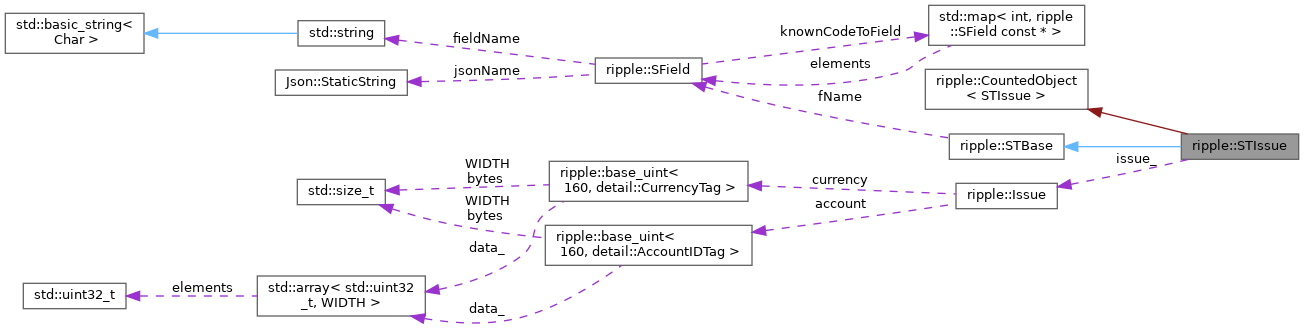 std::basic_string<
Char >
std::string
fieldName
Json::StaticString
jsonName
ripple::SField
knownCodeToField
elements
fName
std::map< int, ripple
::SField const * >
ripple::CountedObject
< STIssue >
ripple::STBase
ripple::STIssue
issue_
ripple::Issue
currency
account
ripple::base_uint<
160, detail::CurrencyTag >
ripple::base_uint<
160, detail::AccountIDTag >
WIDTH
bytes
WIDTH
bytes
std::size_t
data_
data_
std::array< std::uint32
_t, WIDTH >
elements
std::uint32_t